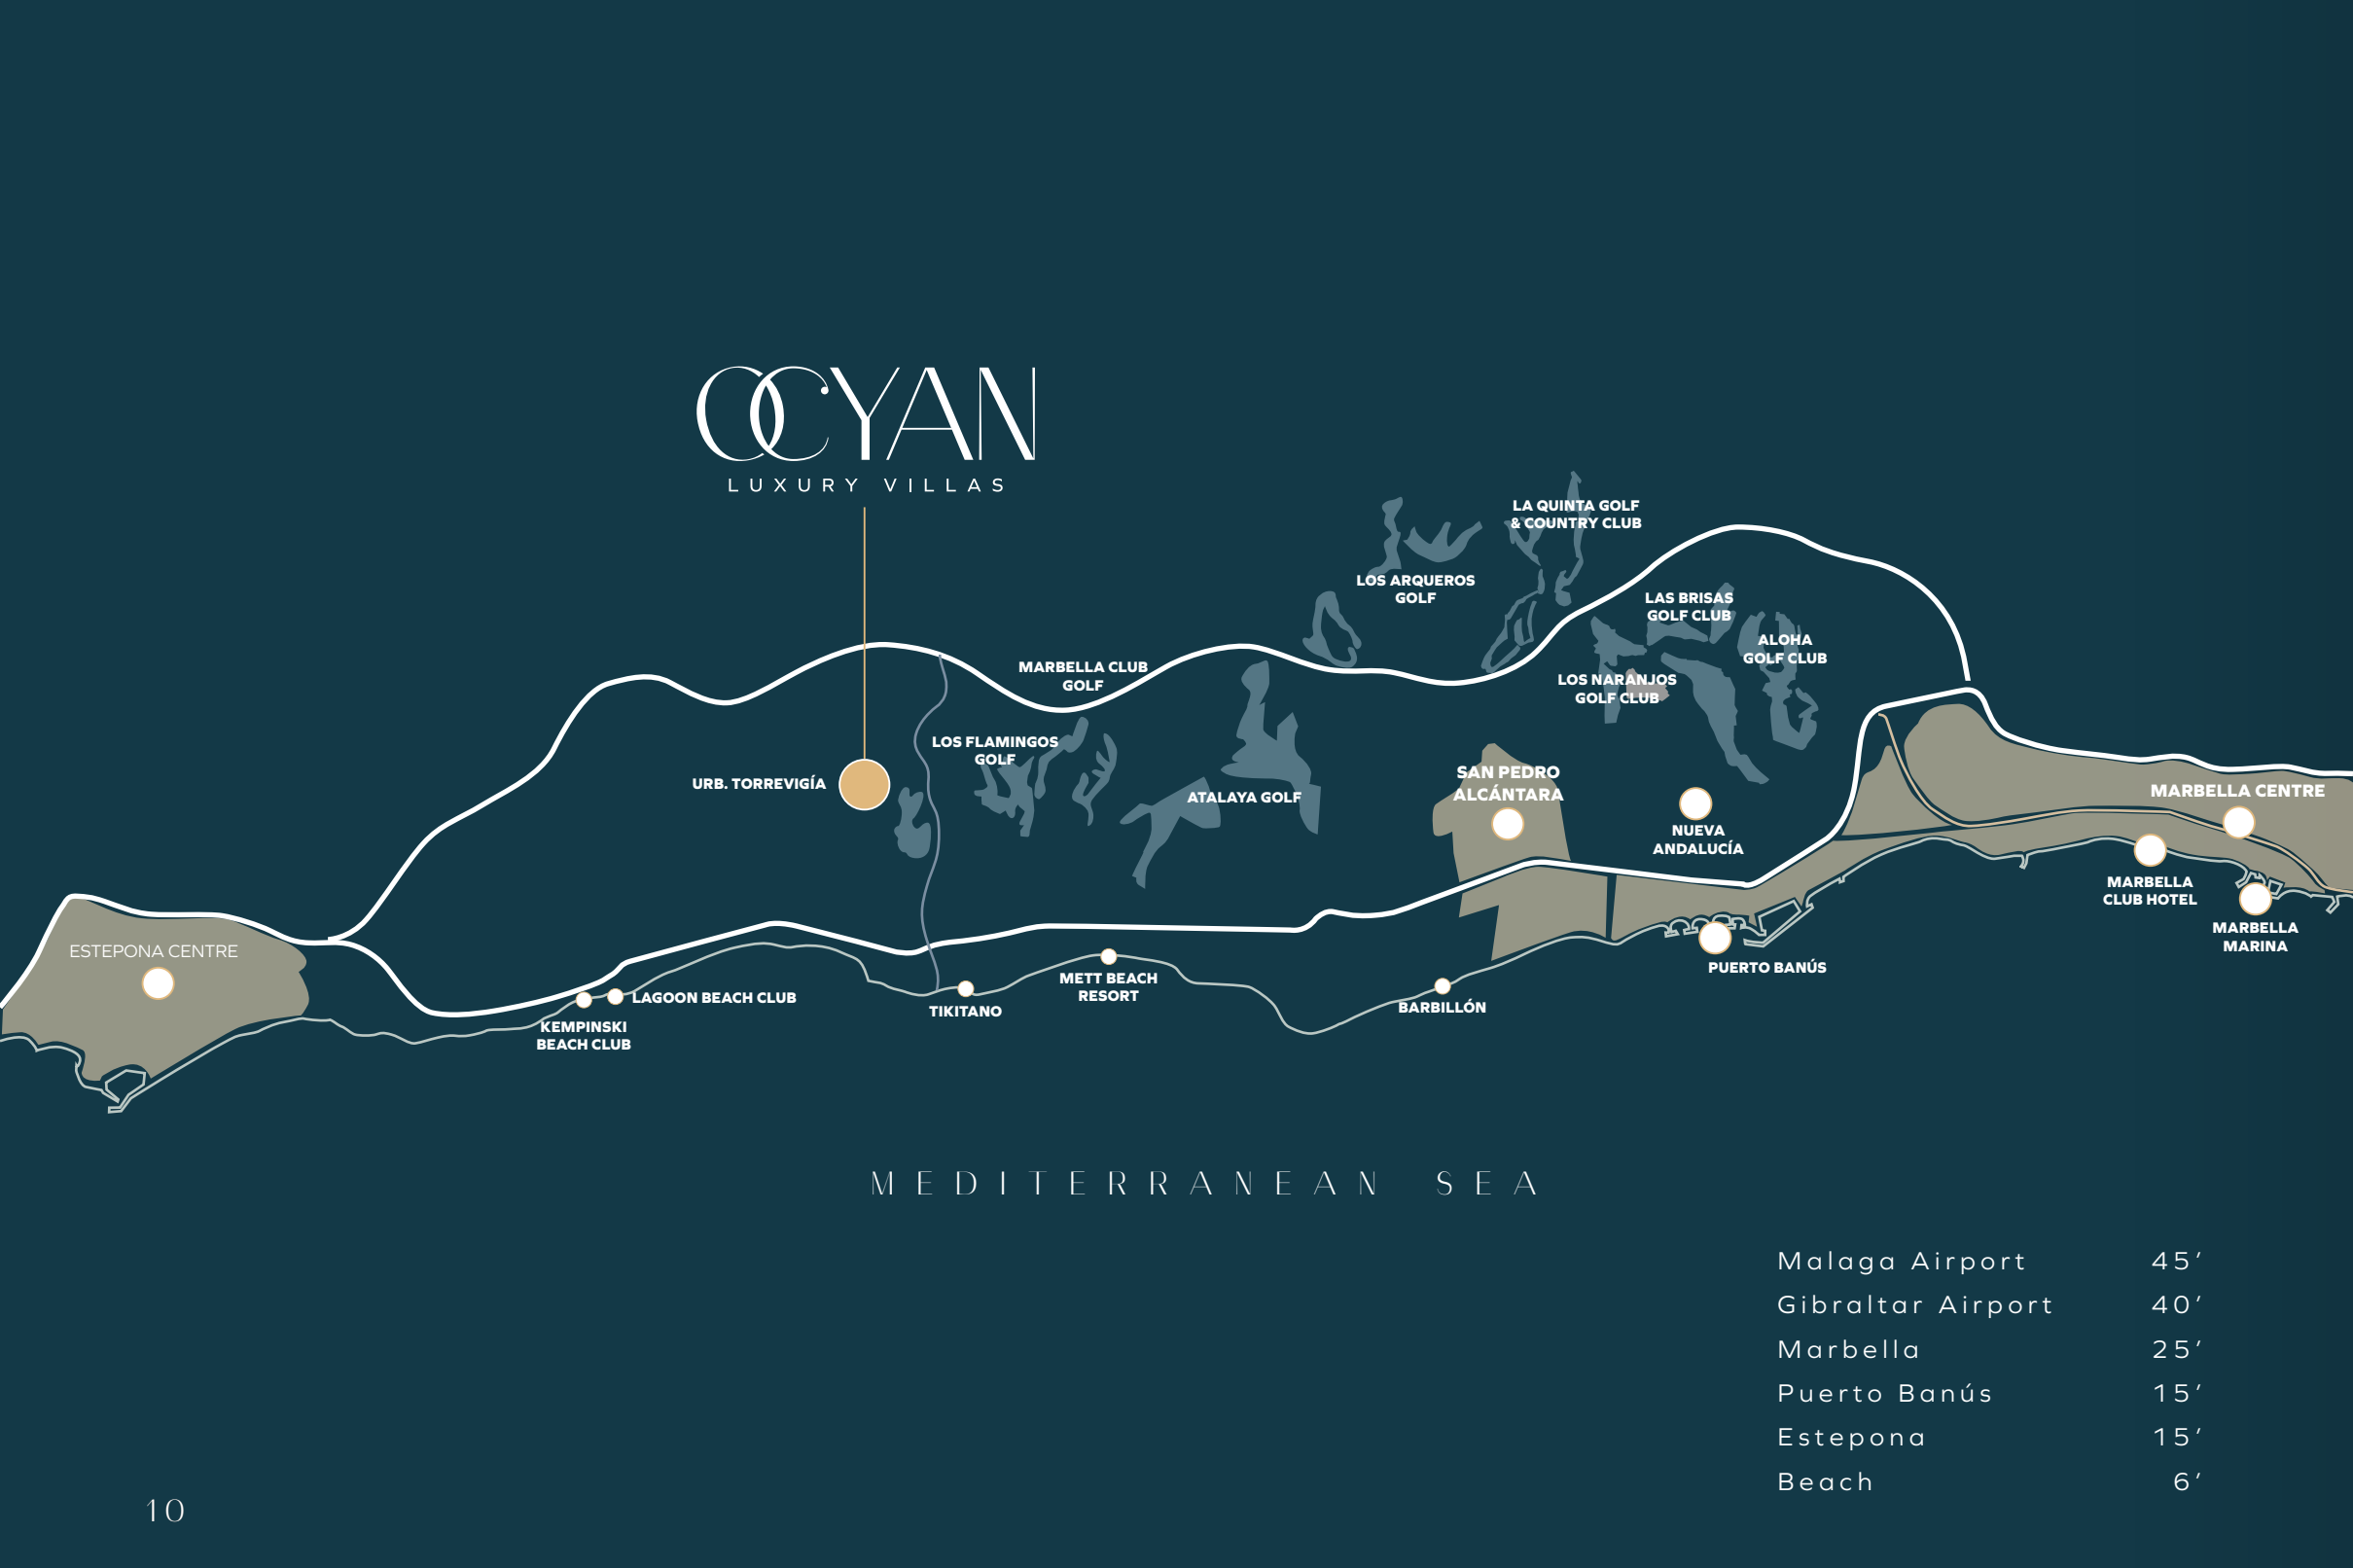 OCYAN
LUXURY VILLAS
LA QUINTA GOLF
& COUNTRY CLUB
LOS ARQUEROS
GOLF
LAS BRISAS
GOLF CLUB
ALOHA
GOLF CLUB
MARBELLA CLUB
GOLF
LOS NARANJOS
GOLF CLUB
LOS FLAMINGOS
GOLF
URB. TORREVIGÍA
SAN PEDRO
ALCÁNTARA
ATALAYA GOLF
MARBELLA CENTRE
NUEVA
ANDALUCÍA
MARBELLA
CLUB HOTEL
MARBELLA
MARINA
ESTEPONA CENTRE
PUERTO BANÚS
METT BEACH
RESORT
LAGOON BEACH CLUB
TIKITANO
BARBILLÓN
KEMPINSKI
BEACH CLUB
MEDITERRANEAN SEA
Malaga Airport 45’
Gibraltar Airport 40’
Marbella 25’
Puerto Banús 15’
Estepona 15’
Beach 6’
10